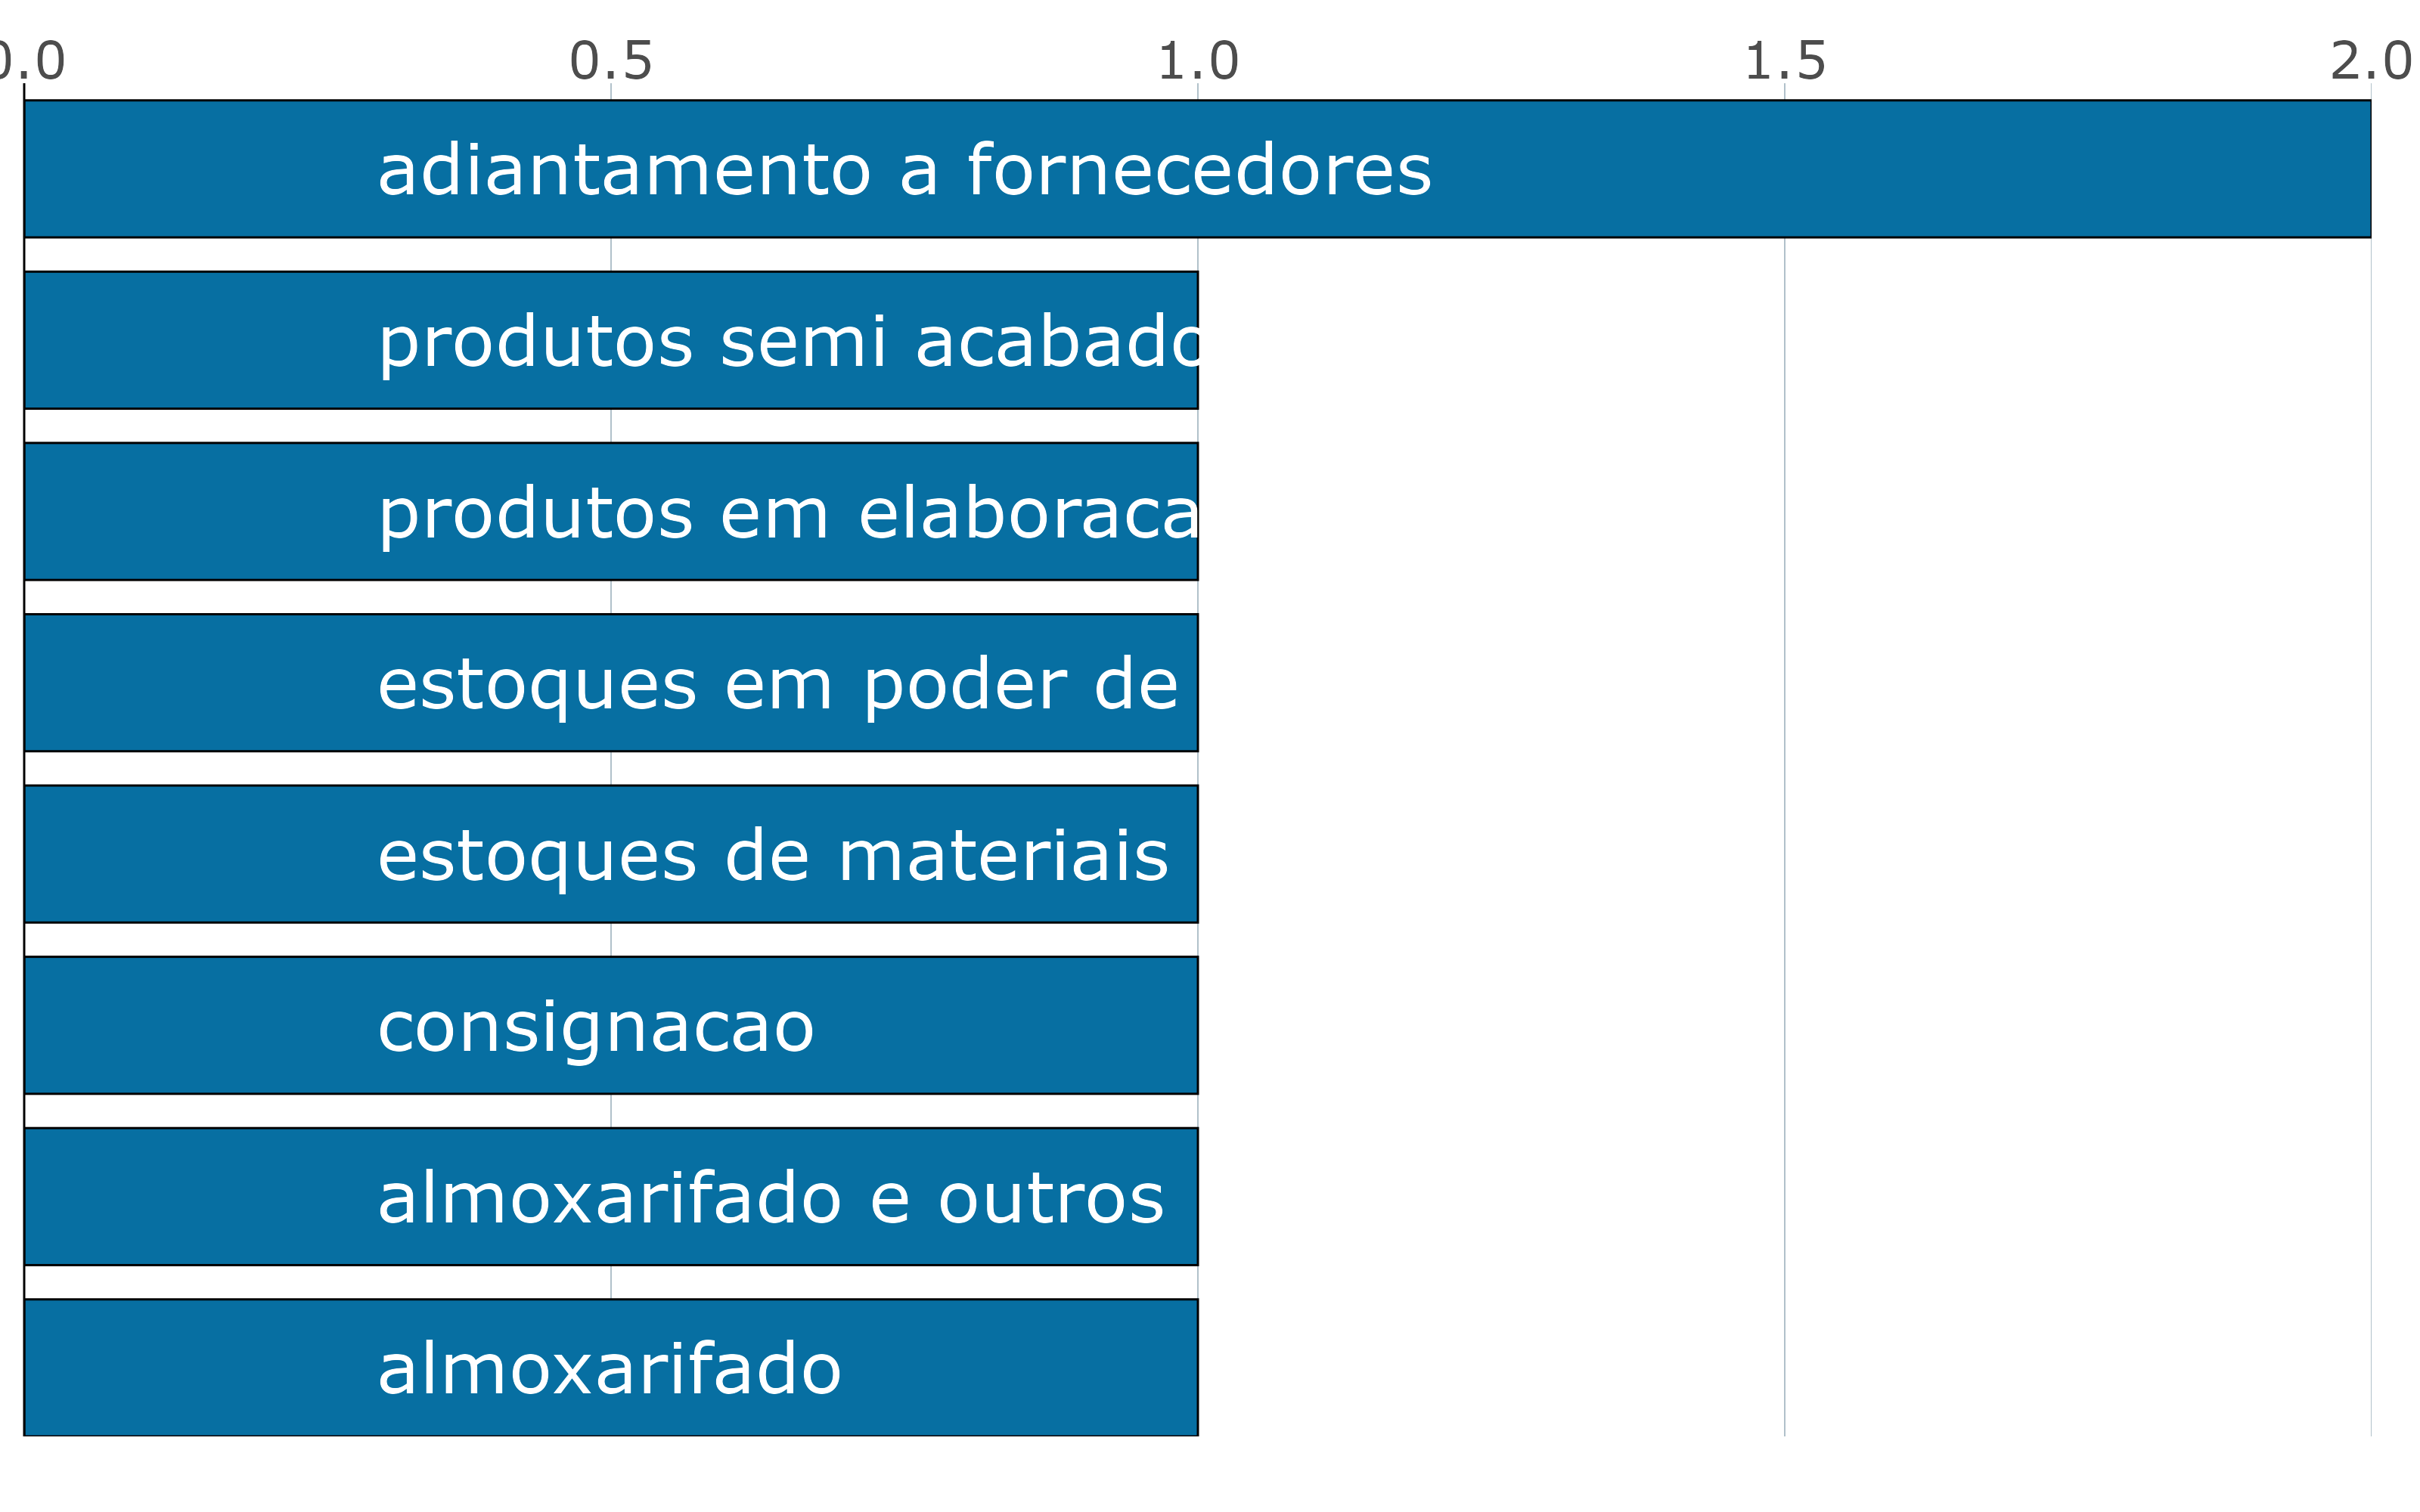 0.0 0.5 1.0 1.5 2.0
adiantamento a fornecedores
produtos semi acabado
produtos em elaboraca
estoques em poder de
estoques de materiais
consignacao
almoxarifado e outros
almoxarifado